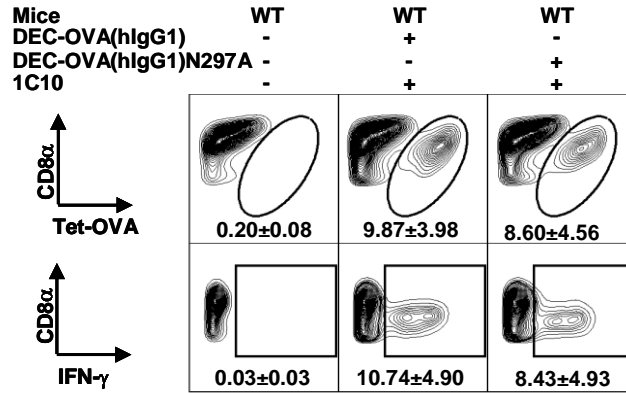 Mice WT WT WT
DEC-OVA(hIgG1) - + -
DEC-OVA(hIgG1)N297A - - +
1C10 - + +
CD8α
Tet-OVA
0.20±0.08 9.87±3.98 8.60±4.56
CD8α
IFN-γ
0.03±0.03 10.74±4.90 8.43±4.93